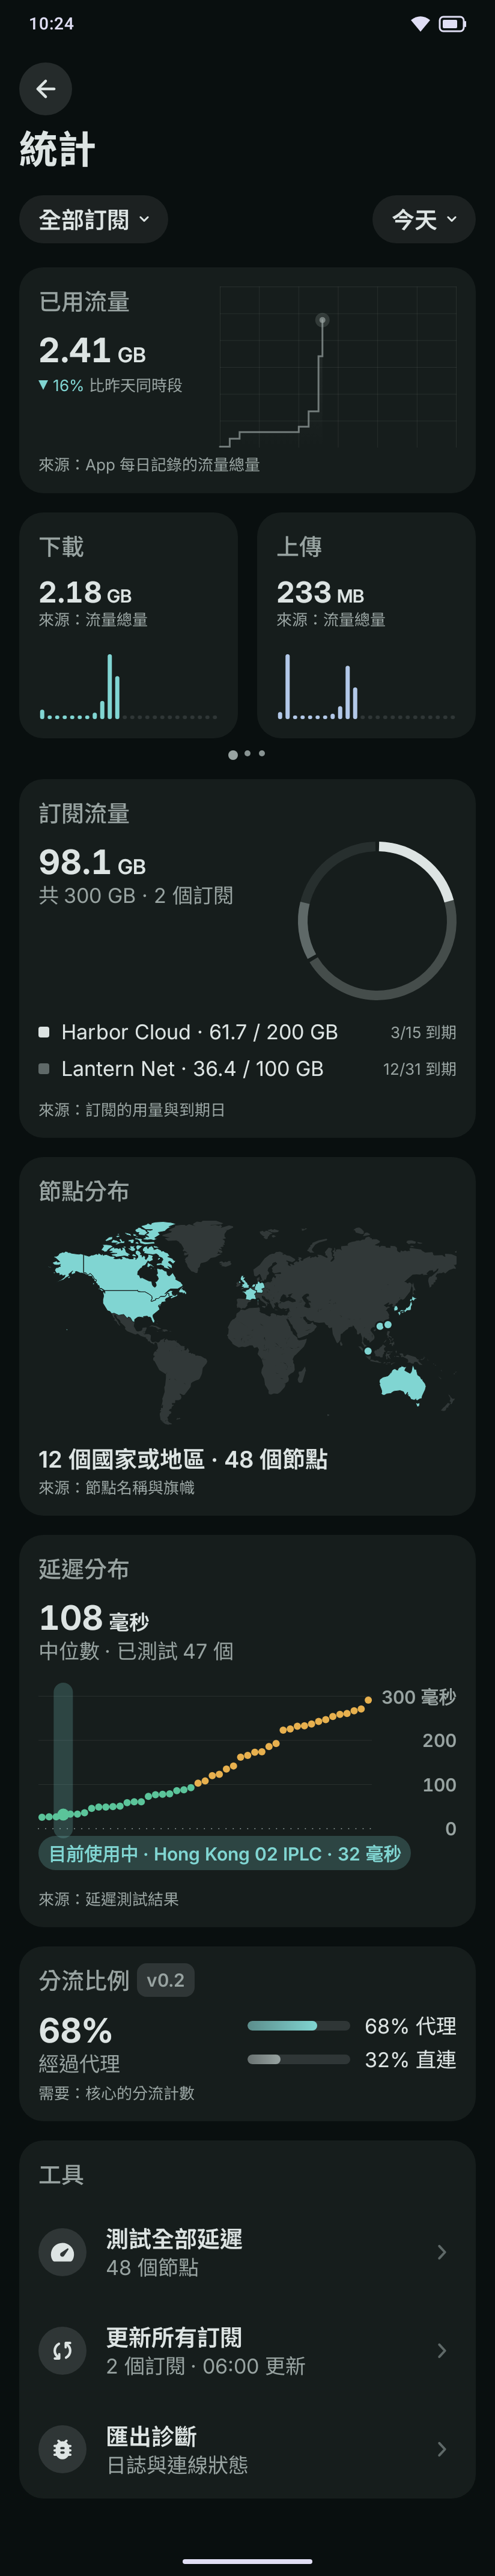 10:24
統計
全部訂閱
今天
已用流量
2.41 GB
▼ 16% 比昨天同時段
來源：App 每日記錄的流量總量
下載
2.18 GB
來源：流量總量
上傳
233 MB
來源：流量總量
訂閱流量
98.1 GB
共 300 GB · 2 個訂閱
Harbor Cloud · 61.7 / 200 GB
3/15 到期
Lantern Net · 36.4 / 100 GB
12/31 到期
來源：訂閱的用量與到期日
節點分布
12 個國家或地區 · 48 個節點
來源：節點名稱與旗幟
延遲分布
108 毫秒
中位數 · 已測試 47 個
300 毫秒
200
100
0
目前使用中 · Hong Kong 02 IPLC · 32 毫秒
來源：延遲測試結果
分流比例 v0.2
68%
經過代理
需要：核心的分流計數
68% 代理
32% 直連
工具
測試全部延遲
48 個節點
更新所有訂閱
2 個訂閱 · 06:00 更新
匯出診斷
日誌與連線狀態